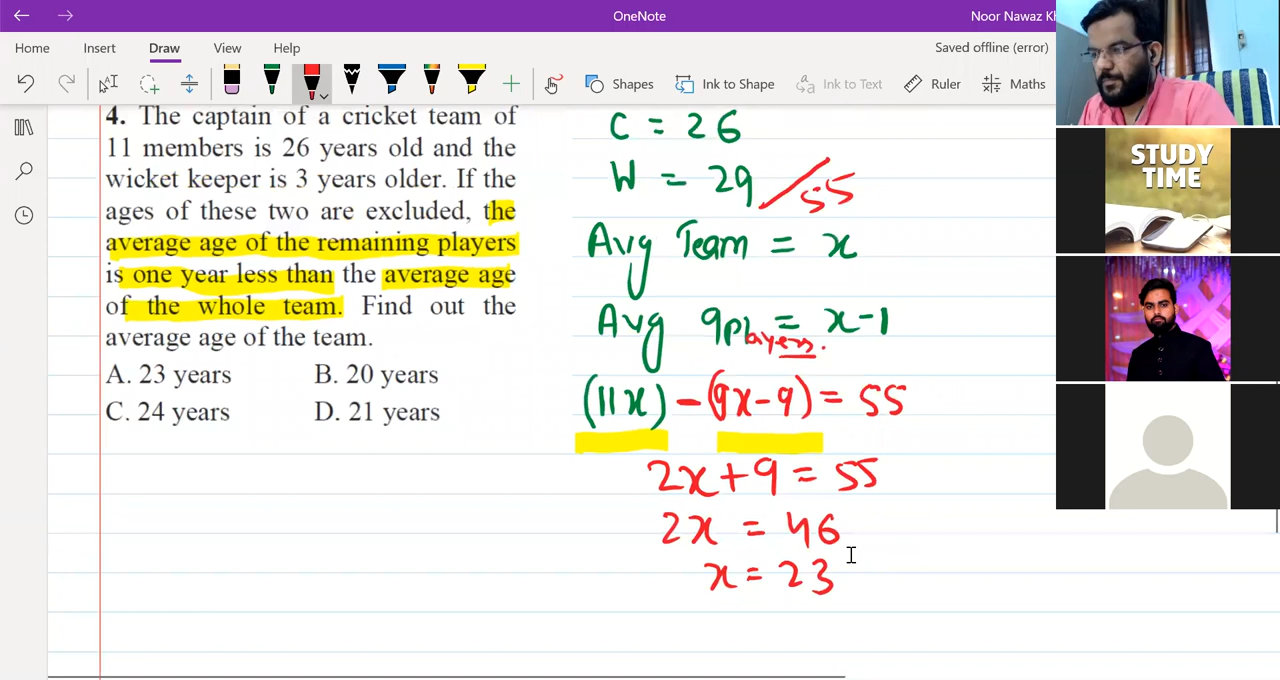 OneNote
Noor Nawaz Kh
Home Insert Draw View Help
Saved offline (error)
Shapes Ink to Shape Ink to Text Ruler Maths
4. The captain of a cricket team of
11 members is 26 years old and the
wicket keeper is 3 years older. If the
ages of these two are excluded, the
average age of the remaining players
is one year less than the average age
of the whole team. Find out the
average age of the team.
A. 23 years B. 20 years
C. 24 years D. 21 years
C = 26
W = 29 / 55
Avg Team = x
Avg 9players. = x-1
(11x) - (9x-9) = 55
2x+9 = 55
2x = 46
x = 23
STUDY
TIME